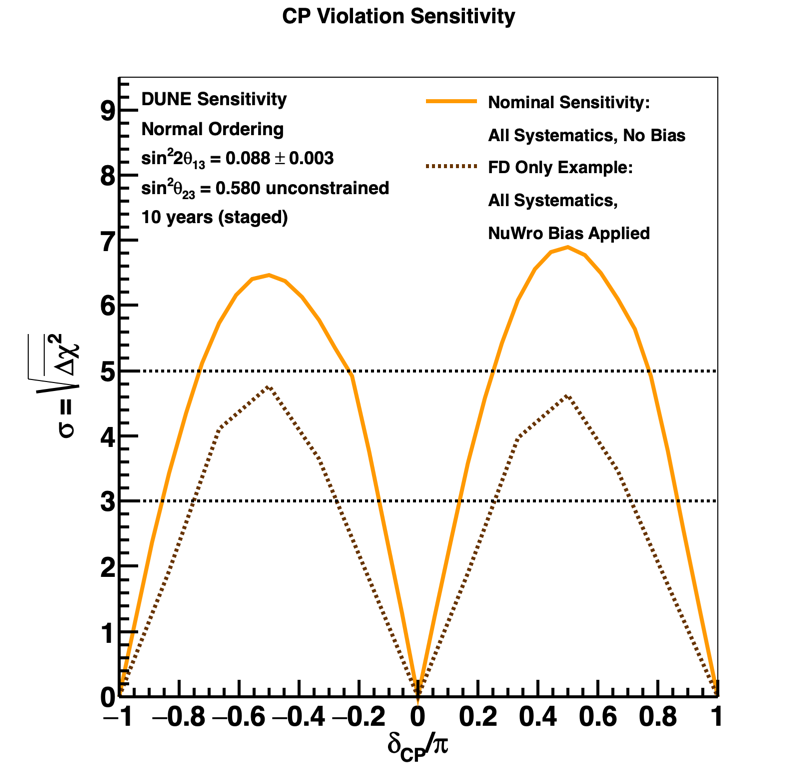 CP Violation Sensitivity
DUNE Sensitivity
Normal Ordering
sin²2θ₁₃ = 0.088 ± 0.003
sin²θ₂₃ = 0.580 unconstrained
10 years (staged)
Nominal Sensitivity:
All Systematics, No Bias
FD Only Example:
All Systematics,
NuWro Bias Applied
σ = √Δχ²
9
8
7
6
5
4
3
2
1
0
−1 −0.8 −0.6 −0.4 −0.2 0 0.2 0.4 0.6 0.8 1
δCP/π